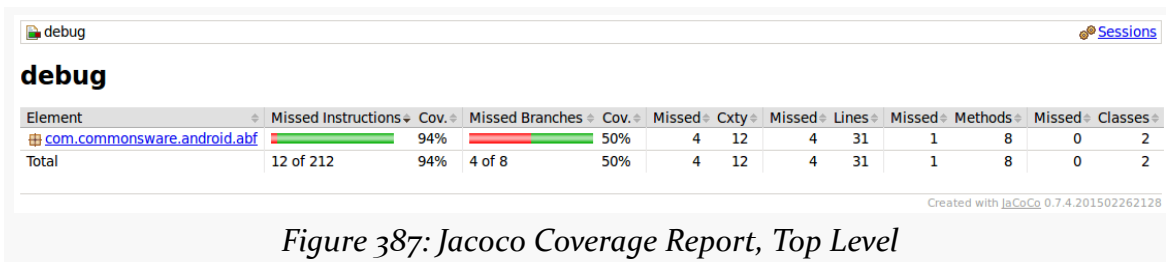 debug Sessions
debug
Element Missed Instructions Cov. Missed Branches Cov. Missed Cxty Missed Lines Missed Methods Missed Classes
com.commonsware.android.abf 94% 50% 4 12 4 31 1 8 0 2
Total 12 of 212 94% 4 of 8 50% 4 12 4 31 1 8 0 2
Created with JaCoCo 0.7.4.201502262128
Figure 387: Jacoco Coverage Report, Top Level